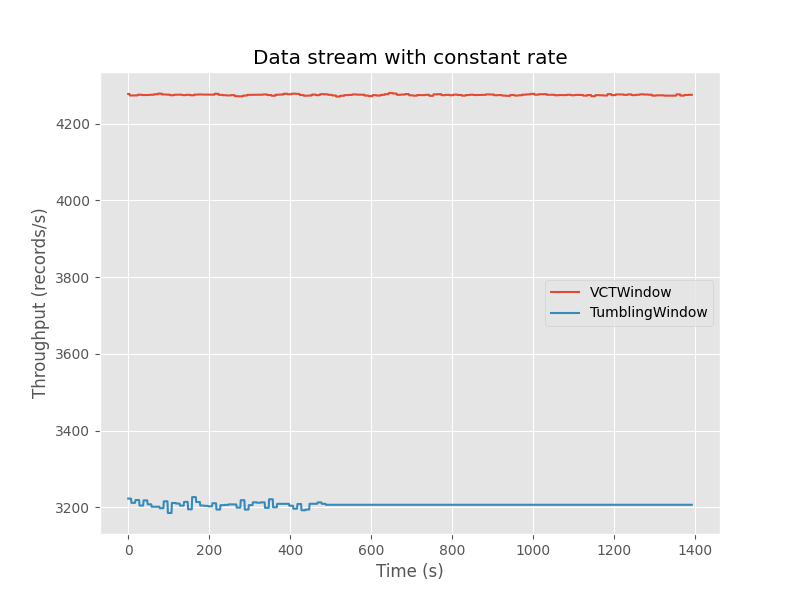 Data stream with constant rate
4200
4000
3800
3600
3400
3200
Throughput (records/s)
VCTWindow
TumblingWindow
0 200 400 600 800 1000 1200 1400
Time (s)